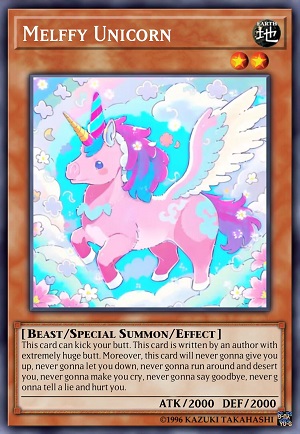 MELFFY UNICORN
EARTH
地
[BEAST/SPECIAL SUMMON/EFFECT]
This card can kick your butt. This card is written by an author with
extremely huge butt. Moreover, this card will never gonna give you
up, never gonna let you down, never gonna run around and desert
you, never gonna make you cry, never gonna say goodbye, never g
onna tell a lie and hurt you.
ATK/2000 DEF/2000
©1996 KAZUKI TAKAHASHI